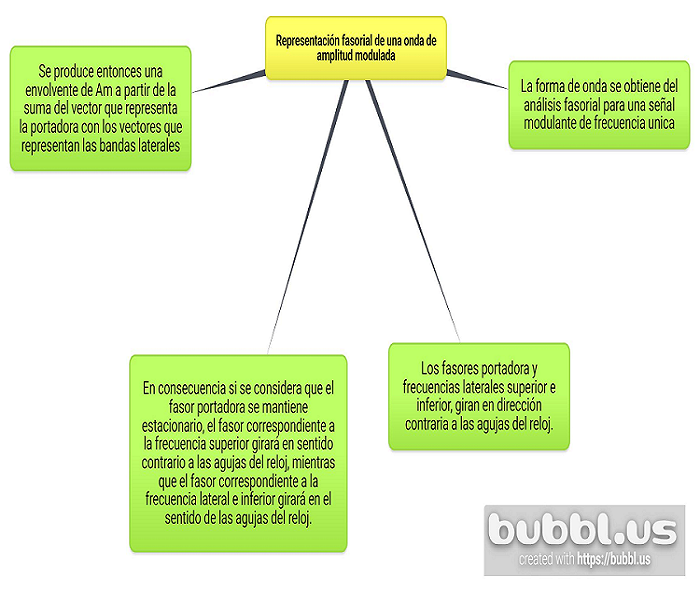 Representación fasorial de una onda de
amplitud modulada
Se produce entonces una
envolvente de Am a partir de la
suma del vector que representa
la portadora con los vectores que
representan las bandas laterales
La forma de onda se obtiene del
análisis fasorial para una señal
modulante de frecuencia unica
En consecuencia si se considera que el
fasor portadora se mantiene
estacionario, el fasor correspondiente a
la frecuencia superior girará en sentido
contrario a las agujas del reloj, mientras
que el fasor correspondiente a la
frecuencia lateral e inferior girará en el
sentido de las agujas del reloj.
Los fasores portadora y
frecuencias laterales superior e
inferior, giran en dirección
contraria a las agujas del reloj.
bubbl.us
created with https://bubbl.us